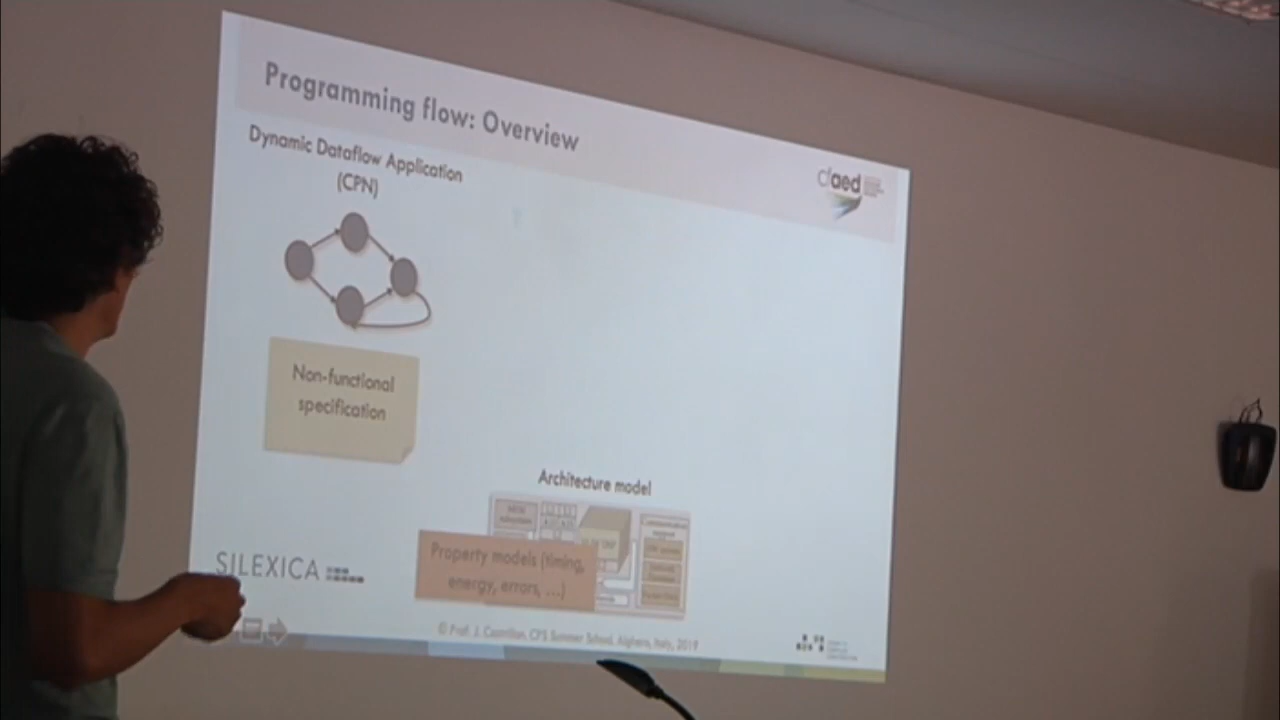 Programming flow: Overview
Dynamic Dataflow Application
(CPN)
cfaed
Non-functional
specification
Architecture model
Property models (timing,
energy, errors, ...)
SILEXICA
© Prof. J. Castrillon, CPS Summer School, Alghero, Italy, 2019